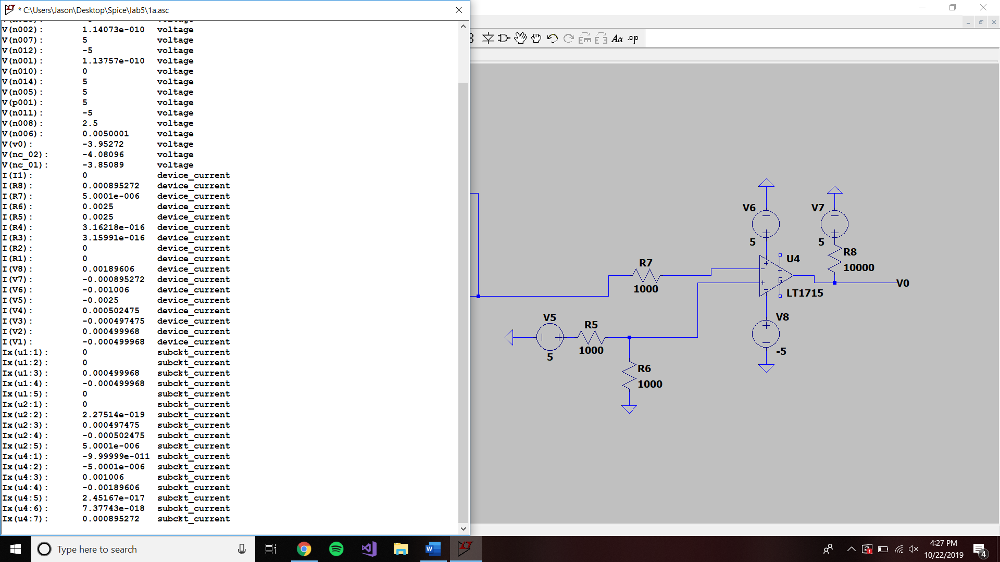 * C:\Users\Jason\Desktop\Spice\lab5\1a.asc
V(n002): 1.14073e-010 voltage
V(n007): 5 voltage
V(n012): -5 voltage
V(n001): 1.13757e-010 voltage
V(n010): 0 voltage
V(n014): 5 voltage
V(n005): 5 voltage
V(p001): 5 voltage
V(n011): -5 voltage
V(n008): 2.5 voltage
V(n006): 0.0050001 voltage
V(v0): -3.95272 voltage
V(nc_02): -4.08096 voltage
V(nc_01): -3.85089 voltage
I(I1): 0 device_current
I(R8): 0.000895272 device_current
I(R7): 5.0001e-006 device_current
I(R6): 0.0025 device_current
I(R5): 0.0025 device_current
I(R4): 3.16218e-016 device_current
I(R3): 3.15991e-016 device_current
I(R2): 0 device_current
I(R1): 0 device_current
I(V8): 0.00189606 device_current
I(V7): -0.000895272 device_current
I(V6): -0.001006 device_current
I(V5): -0.0025 device_current
I(V4): 0.000502475 device_current
I(V3): -0.000497475 device_current
I(V2): 0.000499968 device_current
I(V1): -0.000499968 device_current
Ix(u1:1): 0 subckt_current
Ix(u1:2): 0 subckt_current
Ix(u1:3): 0.000499968 subckt_current
Ix(u1:4): -0.000499968 subckt_current
Ix(u1:5): 0 subckt_current
Ix(u2:1): 0 subckt_current
Ix(u2:2): 2.27514e-019 subckt_current
Ix(u2:3): 0.000497475 subckt_current
Ix(u2:4): -0.000502475 subckt_current
Ix(u2:5): 5.0001e-006 subckt_current
Ix(u4:1): -9.99999e-011 subckt_current
Ix(u4:2): -5.0001e-006 subckt_current
Ix(u4:3): 0.001006 subckt_current
Ix(u4:4): -0.00189606 subckt_current
Ix(u4:5): 2.45167e-017 subckt_current
Ix(u4:6): 7.37743e-018 subckt_current
Ix(u4:7): 0.000895272 subckt_current
Aa .op
V6
5
V7
5
R8
10000
U4
LT1715
V0
R7
1000
V5
5
R5
1000
R6
1000
V8
-5
Type here to search
4:27 PM
10/22/2019
4